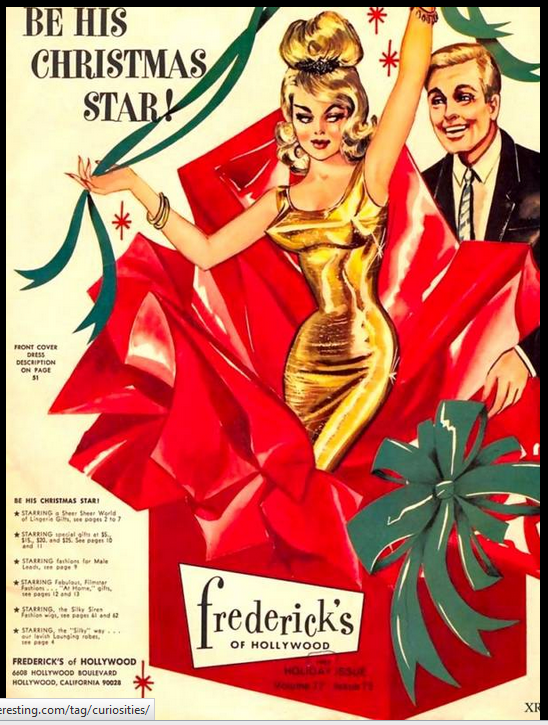 BE HIS
CHRISTMAS
STAR!
FRONT COVER
DRESS
DESCRIPTION
ON PAGE
51
BE HIS CHRISTMAS STAR!
★ STARRING a Sheer Sheer World
of Lingerie Gifts, see pages 2 to 7
★ STARRING special gifts at $5.,
$15., $20. and $25. See pages 10
and 11
★ STARRING fashions for Male
Leads, see page 9
★ STARRING Fabulous, Filmstar
Fashions . . . "At Home," gifts,
see pages 12 and 13
★ STARRING, the Silky Siren
Fashion wigs, see pages 61 and 62
★ STARRING, the "Silky" way . . .
our lavish Lounging robes,
see page 4
FREDERICK'S of HOLLYWOOD
6608 HOLLYWOOD BOULEVARD
HOLLYWOOD, CALIFORNIA 90028
frederick's
OF HOLLYWOOD
HOLIDAY ISSUE
Volume Issue
eresting.com/tag/curiosities/
XR